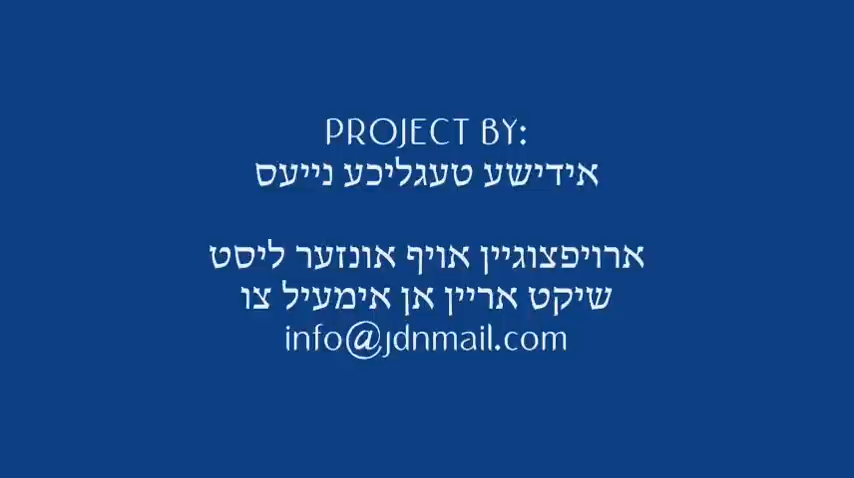 PROJECT BY:
אידישע טעגליכע נייעס
ארויפצוגיין אויף אונזער ליסט
שיקט אריין אן אימעיל צו
info@jdnmail.com